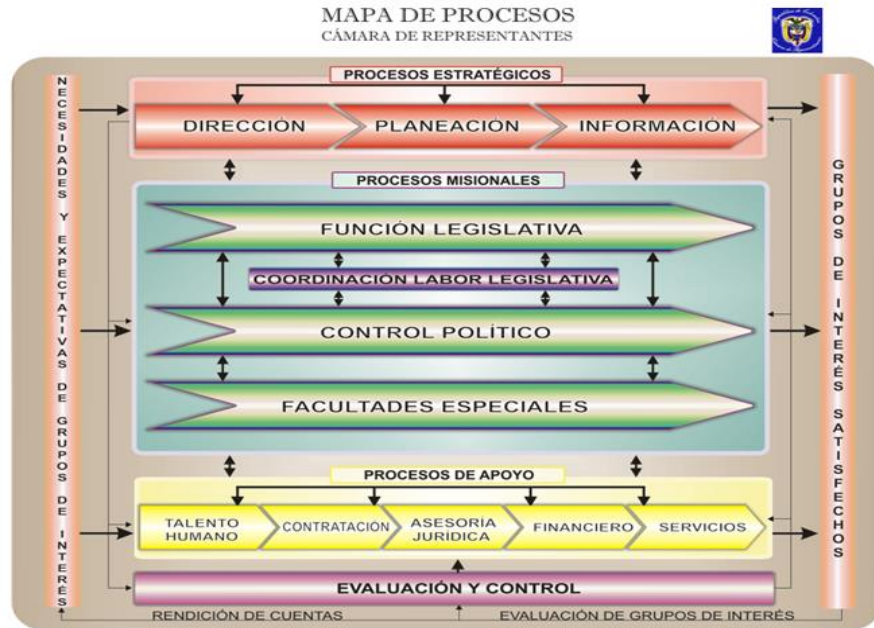 MAPA DE PROCESOS
CÁMARA DE REPRESENTANTES
NECESIDADES Y EXPECTATIVAS DE GRUPOS DE INTERÉS
PROCESOS ESTRATÉGICOS
DIRECCIÓN
PLANEACIÓN
INFORMACIÓN
PROCESOS MISIONALES
FUNCIÓN LEGISLATIVA
COORDINACIÓN LABOR LEGISLATIVA
CONTROL POLÍTICO
FACULTADES ESPECIALES
PROCESOS DE APOYO
TALENTO
HUMANO
CONTRATACIÓN
ASESORÍA
JURÍDICA
FINANCIERO
SERVICIOS
EVALUACIÓN Y CONTROL
RENDICIÓN DE CUENTAS
EVALUACIÓN DE GRUPOS DE INTERÉS
GRUPOS DE INTERÉS SATISFECHOS